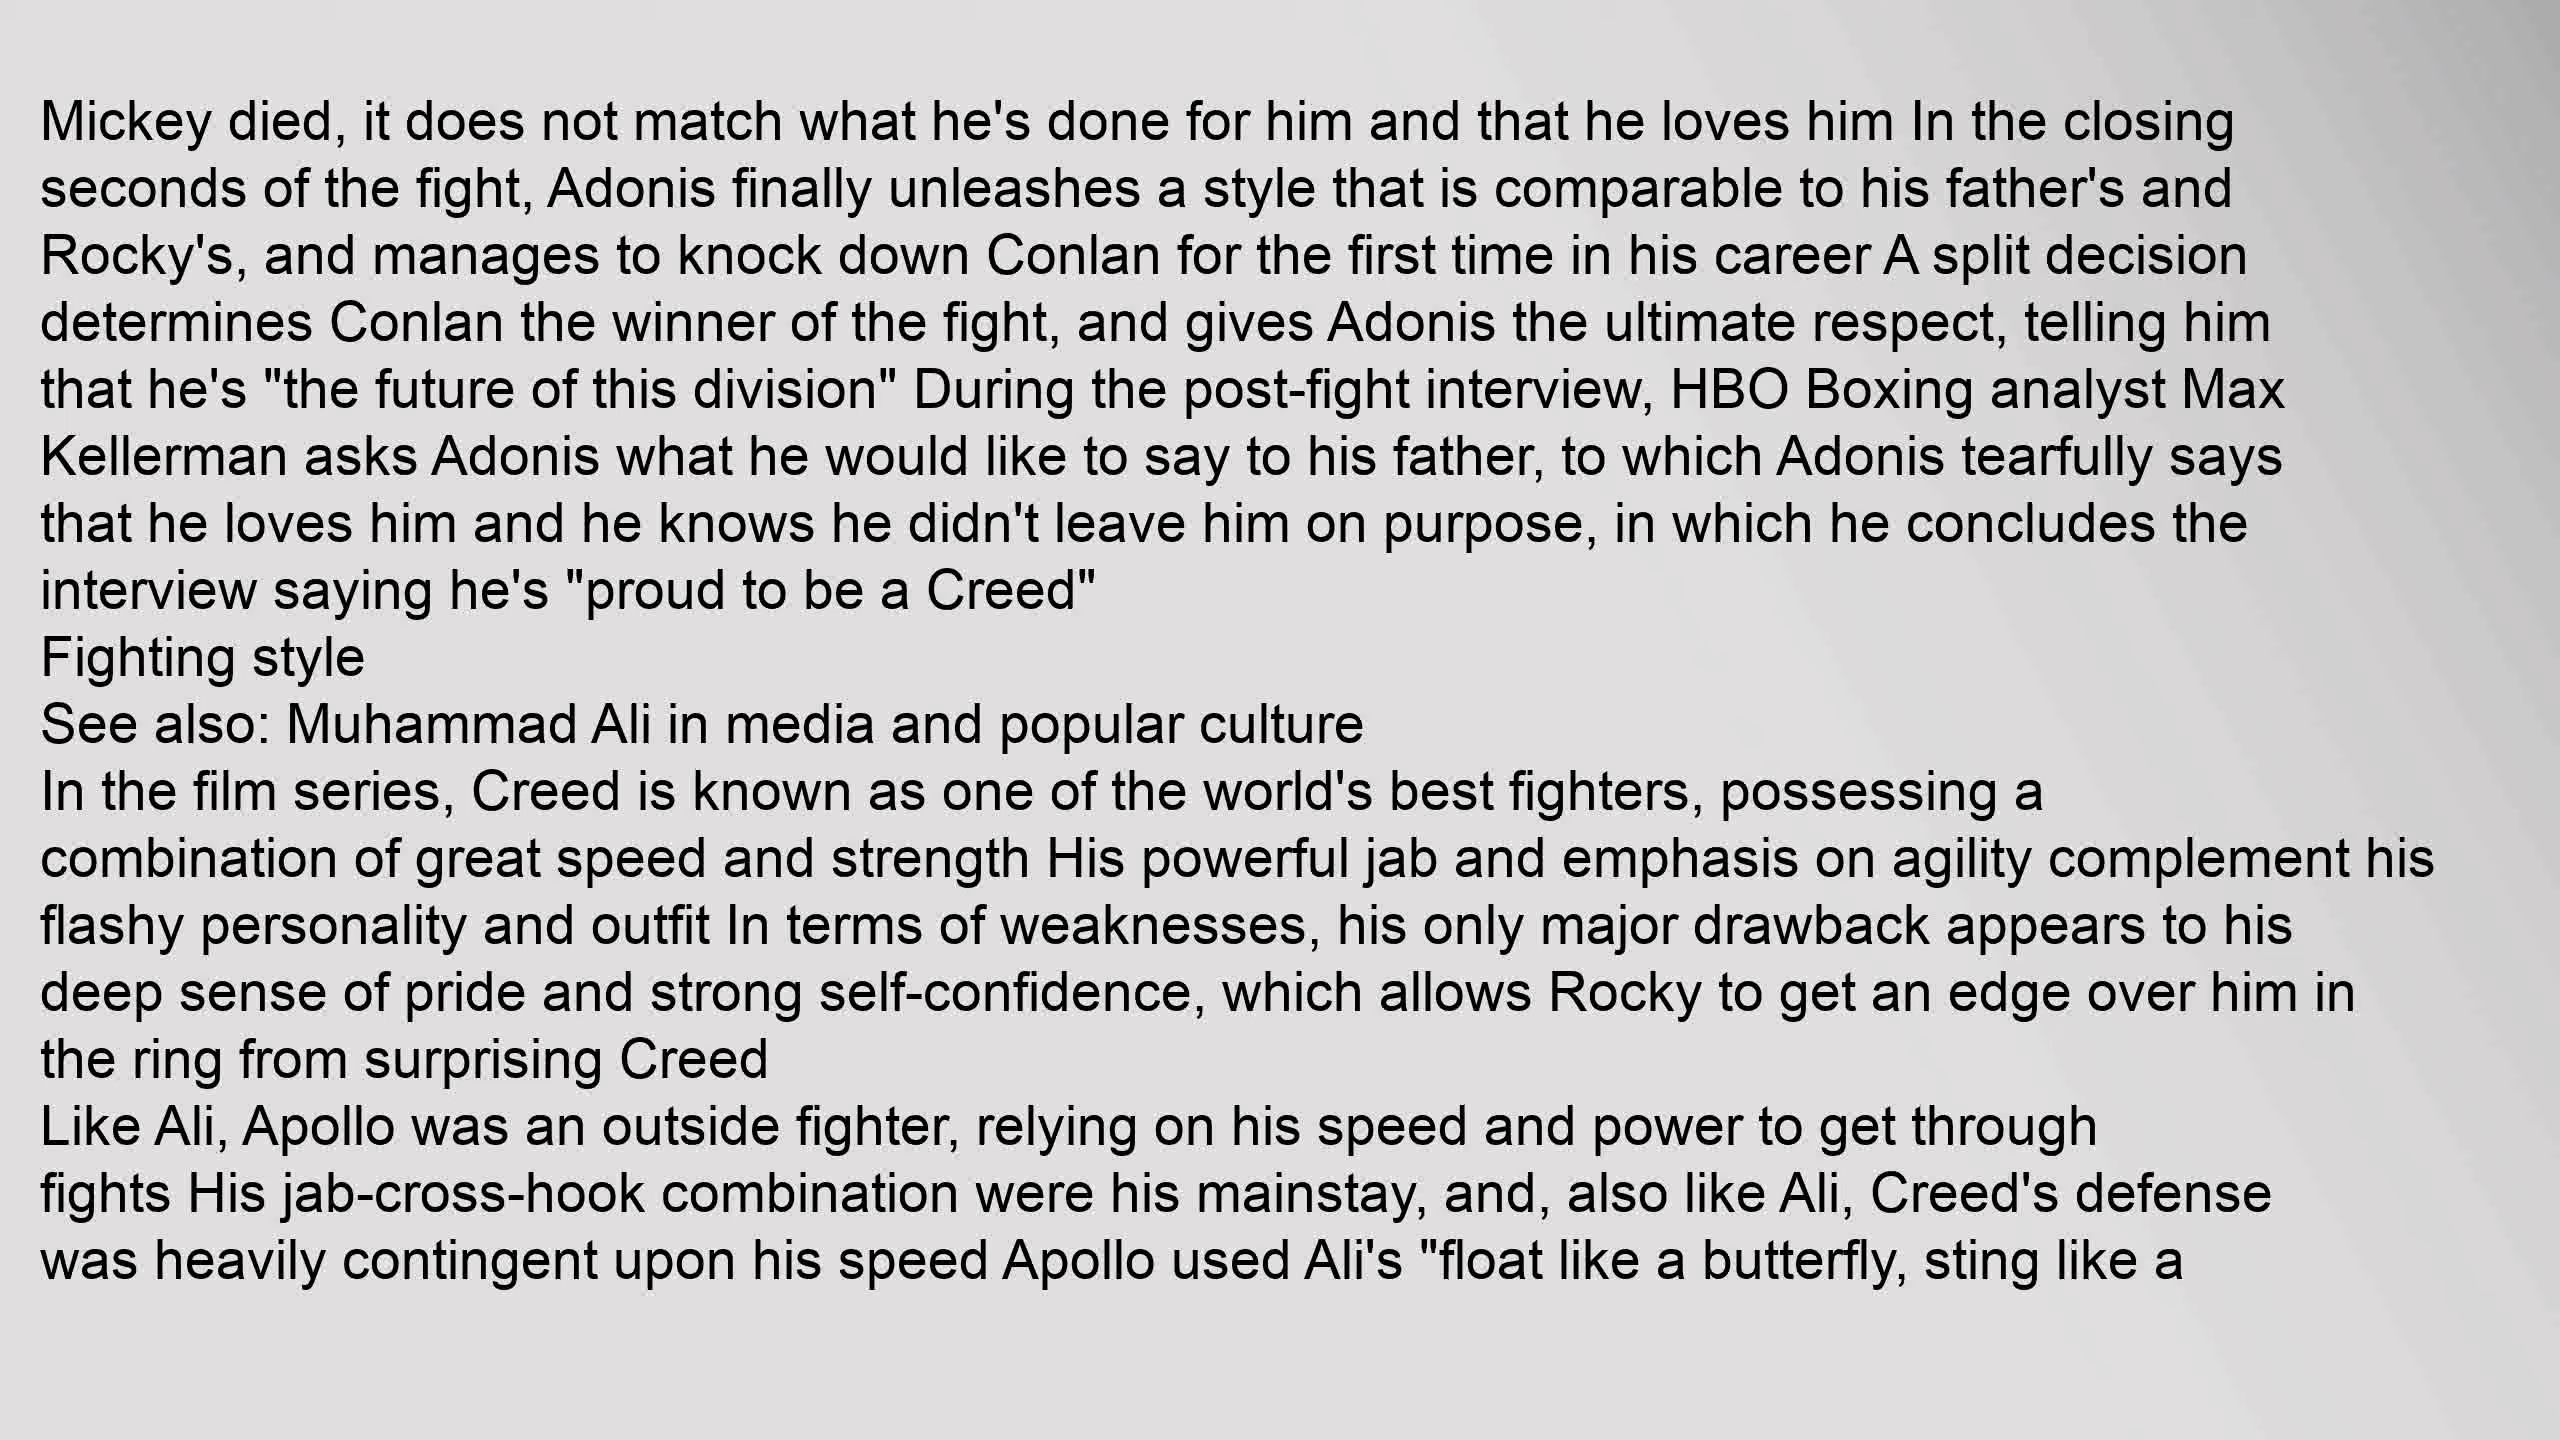 Mickey died, it does not match what he's done for him and that he loves him In the closing
seconds of the fight, Adonis finally unleashes a style that is comparable to his father's and
Rocky's, and manages to knock down Conlan for the first time in his career A split decision
determines Conlan the winner of the fight, and gives Adonis the ultimate respect, telling him
that he's "the future of this division" During the post-fight interview, HBO Boxing analyst Max
Kellerman asks Adonis what he would like to say to his father, to which Adonis tearfully says
that he loves him and he knows he didn't leave him on purpose, in which he concludes the
interview saying he's "proud to be a Creed"
Fighting style
See also: Muhammad Ali in media and popular culture
In the film series, Creed is known as one of the world's best fighters, possessing a
combination of great speed and strength His powerful jab and emphasis on agility complement his
flashy personality and outfit In terms of weaknesses, his only major drawback appears to his
deep sense of pride and strong self-confidence, which allows Rocky to get an edge over him in
the ring from surprising Creed
Like Ali, Apollo was an outside fighter, relying on his speed and power to get through
fights His jab-cross-hook combination were his mainstay, and, also like Ali, Creed's defense
was heavily contingent upon his speed Apollo used Ali's "float like a butterfly, sting like a